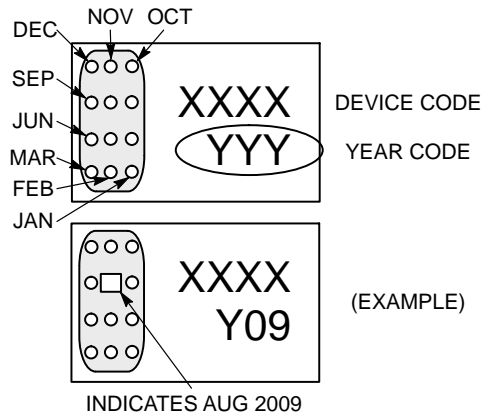 DEC
NOV
OCT
SEP
JUN
MAR
FEB
JAN
XXXX
DEVICE CODE
YYY
YEAR CODE
XXXX
Y09
(EXAMPLE)
INDICATES AUG 2009